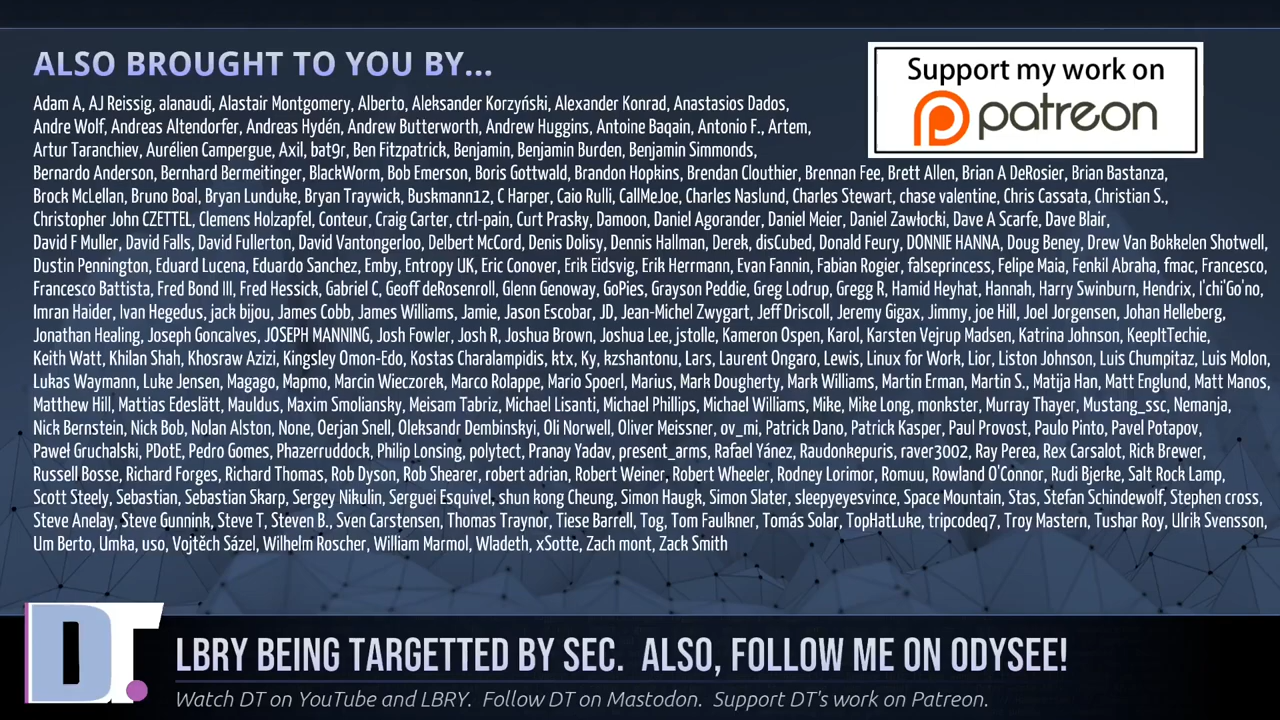 ALSO BROUGHT TO YOU BY...
Support my work on
patreon
Adam A, AJ Reissig, alanaudi, Alastair Montgomery, Alberto, Aleksander Korzyński, Alexander Konrad, Anastasios Dados,
Andre Wolf, Andreas Altendorfer, Andreas Hydén, Andrew Butterworth, Andrew Huggins, Antoine Baqain, Antonio F., Artem,
Artur Taranchiev, Aurélien Campergue, Axil, bat9r, Ben Fitzpatrick, Benjamin, Benjamin Burden, Benjamin Simmonds,
Bernardo Anderson, Bernhard Bermeitinger, BlackWorm, Bob Emerson, Boris Gottwald, Brandon Hopkins, Brendan Clouthier, Brennan Fee, Brett Allen, Brian A DeRosier, Brian Bastanza,
Brock McLellan, Bruno Boal, Bryan Lunduke, Bryan Traywick, Buskmann12, C Harper, Caio Rulli, CallMeJoe, Charles Naslund, Charles Stewart, chase valentine, Chris Cassata, Christian S.,
Christopher John CZETTEL, Clemens Holzapfel, Conteur, Craig Carter, ctrl-pain, Curt Prasky, Damoon, Daniel Agorander, Daniel Meier, Daniel Zawłocki, Dave A Scarfe, Dave Blair,
David F Muller, David Falls, David Fullerton, David Vantongerloo, Delbert McCord, Denis Dolisy, Dennis Hallman, Derek, disCubed, Donald Feury, DONNIE HANNA, Doug Beney, Drew Van Bokkelen Shotwell,
Dustin Pennington, Eduard Lucena, Eduardo Sanchez, Emby, Entropy UK, Eric Conover, Erik Eidsvig, Erik Herrmann, Evan Fannin, Fabian Rogier, falseprincess, Felipe Maia, Fenkil Abraha, fmac, Francesco,
Francesco Battista, Fred Bond III, Fred Hessick, Gabriel C, Geoff deRosenroll, Glenn Genoway, GoPies, Grayson Peddie, Greg Lodrup, Gregg R, Hamid Heyhat, Hannah, Harry Swinburn, Hendrix, I'chi'Go'no,
Imran Haider, Ivan Hegedus, jack bijou, James Cobb, James Williams, Jamie, Jason Escobar, JD, Jean-Michel Zwygart, Jeff Driscoll, Jeremy Gigax, Jimmy, joe Hill, Joel Jorgensen, Johan Helleberg,
Jonathan Healing, Joseph Goncalves, JOSEPH MANNING, Josh Fowler, Josh R, Joshua Brown, Joshua Lee, jstolle, Kameron Ospen, Karol, Karsten Vejrup Madsen, Katrina Johnson, KeepItTechie,
Keith Watt, Khilan Shah, Khosraw Azizi, Kingsley Omon-Edo, Kostas Charalampidis, ktx, Ky, kzshantonu, Lars, Laurent Ongaro, Lewis, Linux for Work, Lior, Liston Johnson, Luis Chumpitaz, Luis Molon,
Lukas Waymann, Luke Jensen, Magago, Mapmo, Marcin Wieczorek, Marco Rolappe, Mario Spoerl, Marius, Mark Dougherty, Mark Williams, Martin Erman, Martin S., Matija Han, Matt Englund, Matt Manos,
Matthew Hill, Mattias Edeslätt, Mauldus, Maxim Smoliansky, Meisam Tabriz, Michael Lisanti, Michael Phillips, Michael Williams, Mike, Mike Long, monkster, Murray Thayer, Mustang_ssc, Nemanja,
Nick Bernstein, Nick Bob, Nolan Alston, None, Oerjan Snell, Oleksandr Dembinskyi, Oli Norwell, Oliver Meissner, ov_mi, Patrick Dano, Patrick Kasper, Paul Provost, Paulo Pinto, Pavel Potapov,
Paweł Gruchalski, PDotE, Pedro Gomes, Phazerruddock, Philip Lonsing, polytect, Pranay Yadav, present_arms, Rafael Yánez, Raudonkepuris, raver3002, Ray Perea, Rex Carsalot, Rick Brewer,
Russell Bosse, Richard Forges, Richard Thomas, Rob Dyson, Rob Shearer, robert adrian, Robert Weiner, Robert Wheeler, Rodney Lorimor, Romuu, Rowland O'Connor, Rudi Bjerke, Salt Rock Lamp,
Scott Steely, Sebastian, Sebastian Skarp, Sergey Nikulin, Serguei Esquivel, shun kong Cheung, Simon Haugk, Simon Slater, sleepyeyesvince, Space Mountain, Stas, Stefan Schindewolf, Stephen cross,
Steve Anelay, Steve Gunnink, Steve T, Steven B., Sven Carstensen, Thomas Traynor, Tiese Barrell, Tog, Tom Faulkner, Tomás Solar, TopHatLuke, tripcodeq7, Troy Mastern, Tushar Roy, Ulrik Svensson,
Um Berto, Umka, uso, Vojtěch Sázel, Wilhelm Roscher, William Marmol, Wladeth, xSotte, Zach mont, Zack Smith
DT.
LBRY BEING TARGETTED BY SEC. ALSO, FOLLOW ME ON ODYSEE!
Watch DT on YouTube and LBRY. Follow DT on Mastodon. Support DT's work on Patreon.